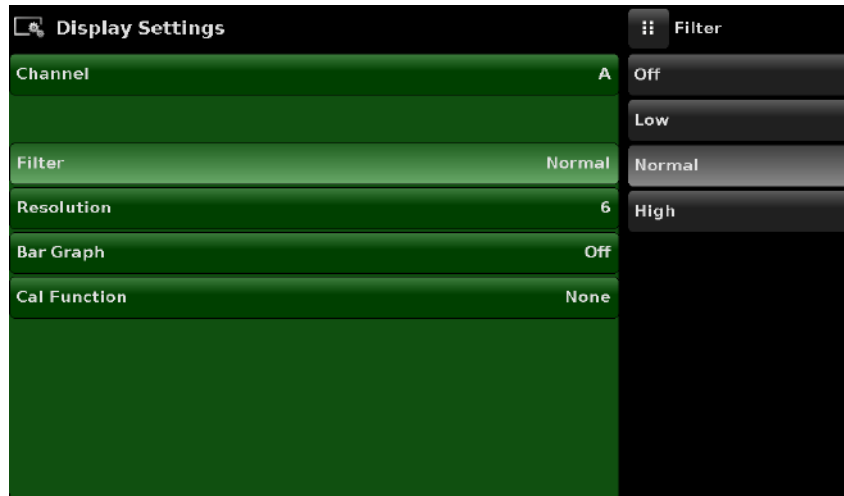 Display Settings
Channel A
Filter Normal
Resolution 6
Bar Graph Off
Cal Function None
Filter
Off
Low
Normal
High